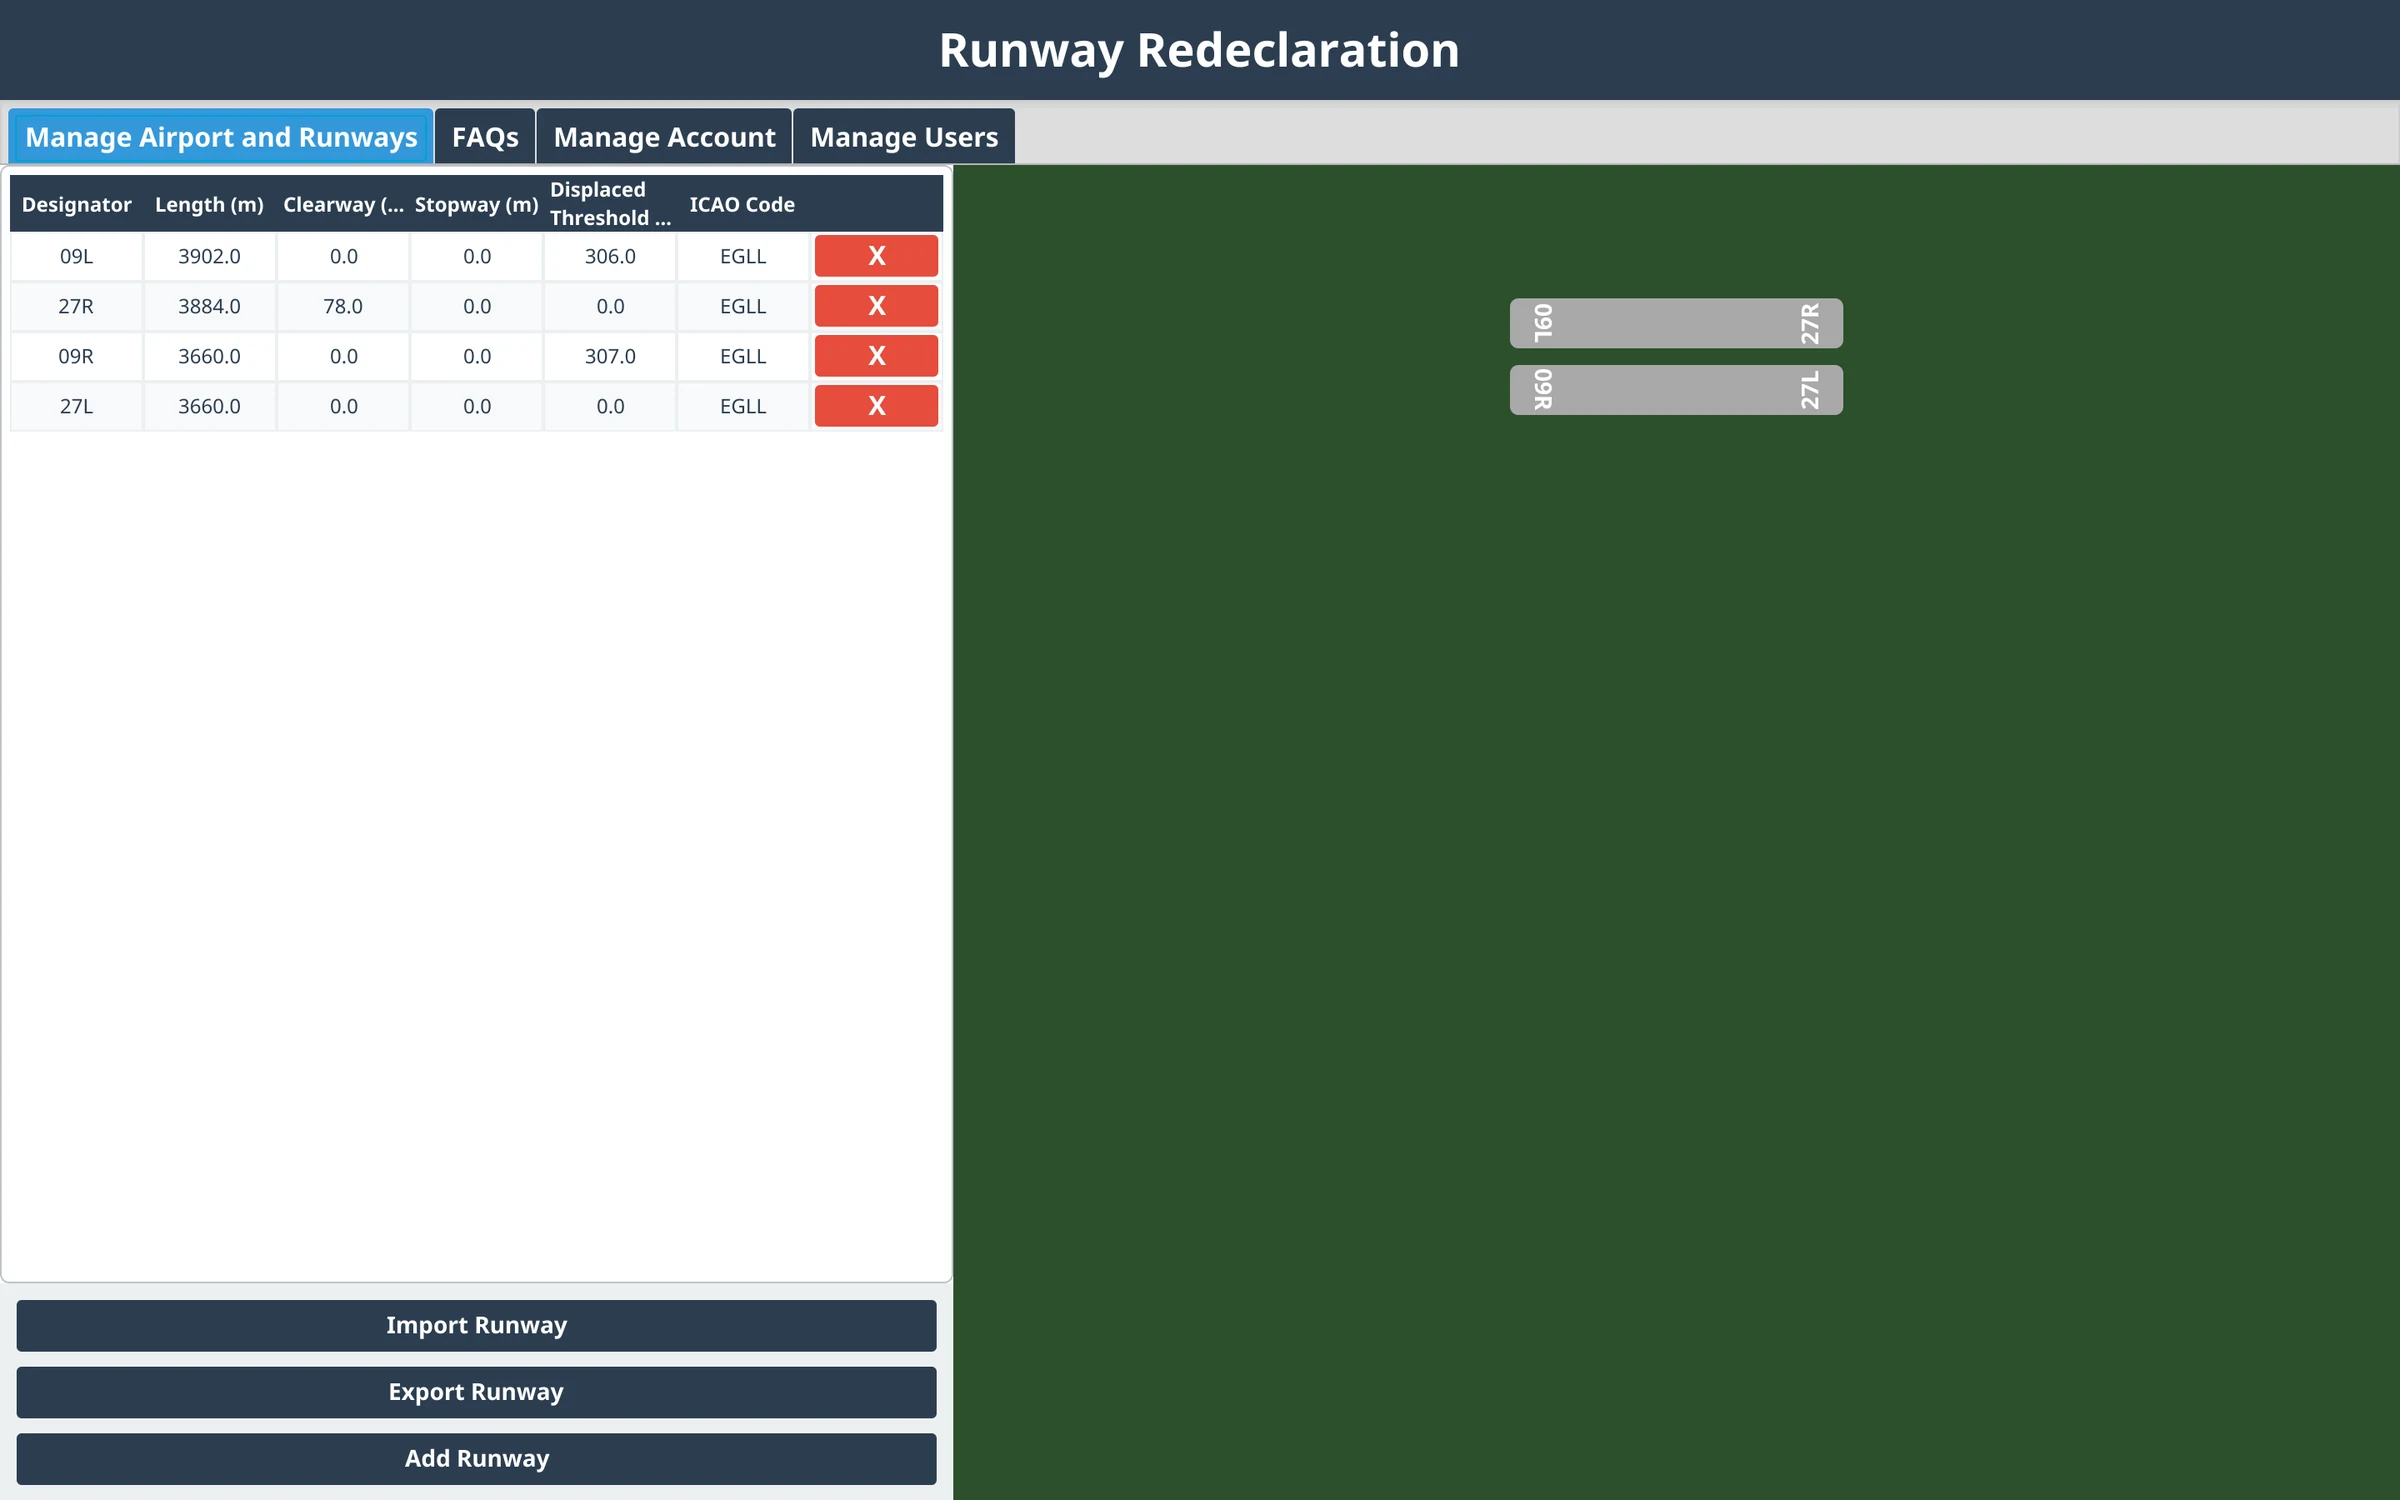 Runway Redeclaration
Manage Airport and Runways FAQs Manage Account Manage Users
Designator Length (m) Clearway (... Stopway (m) Displaced Threshold ... ICAO Code
09L 3902.0 0.0 0.0 306.0 EGLL X
27R 3884.0 78.0 0.0 0.0 EGLL X
09R 3660.0 0.0 0.0 307.0 EGLL X
27L 3660.0 0.0 0.0 0.0 EGLL X
Import Runway
Export Runway
Add Runway
09L 27R
09R 27L